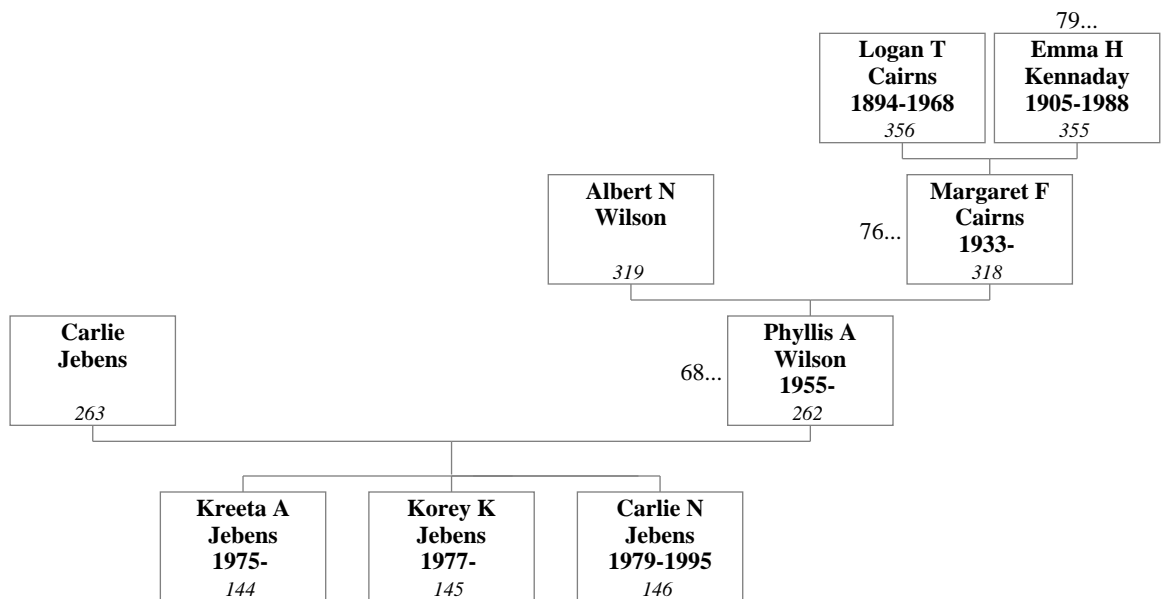 79...
Logan T
Cairns
1894-1968
356
Emma H
Kennaday
1905-1988
355
Albert N
Wilson
319
76...
Margaret F
Cairns
1933-
318
Carlie
Jebens
263
68...
Phyllis A
Wilson
1955-
262
Kreeta A
Jebens
1975-
144
Korey K
Jebens
1977-
145
Carlie N
Jebens
1979-1995
146